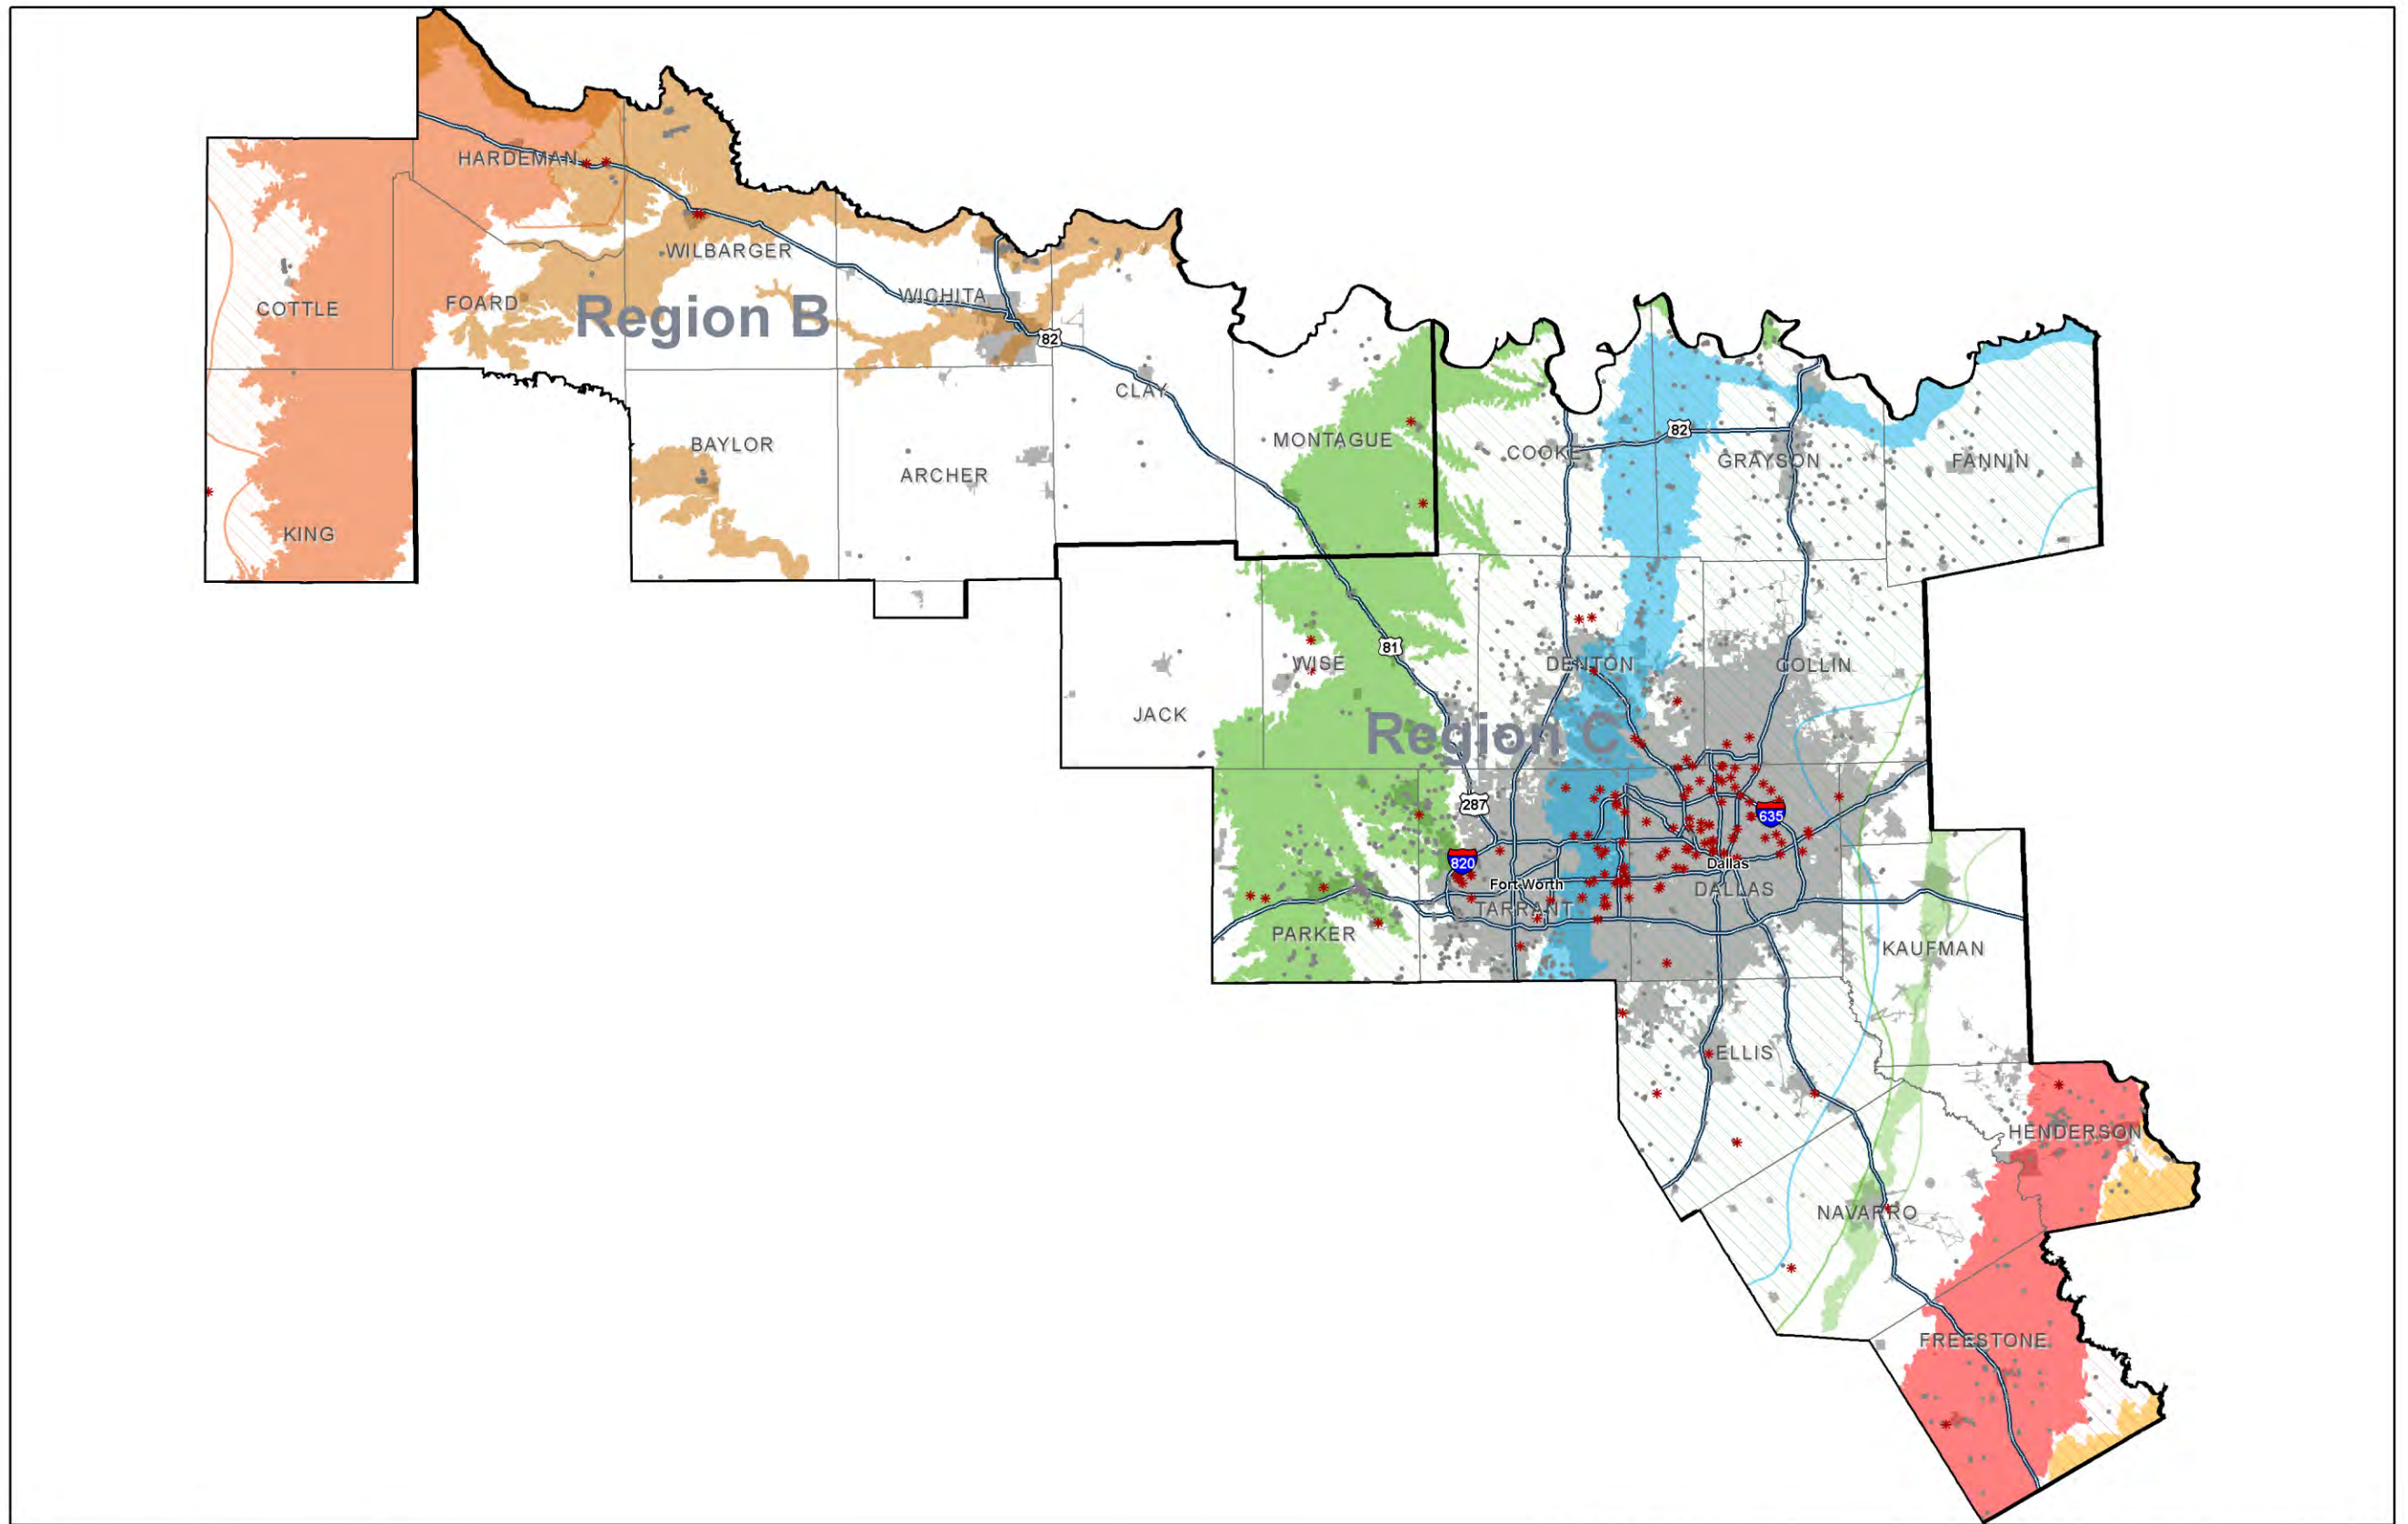 HARDEMAN
WILBARGER
COTTLE
FOARD
WICHITA
Region B
82
CLAY
BAYLOR
ARCHER
MONTAGUE
COOKE
82
GRAYSON
FANNIN
KING
81
WISE
DENTON
COLLIN
JACK
Region C
287
635
820
Dallas
Fort Worth
DALLAS
TARRANT
PARKER
KAUFMAN
ELLIS
HENDERSON
NAVARRO
FREESTONE